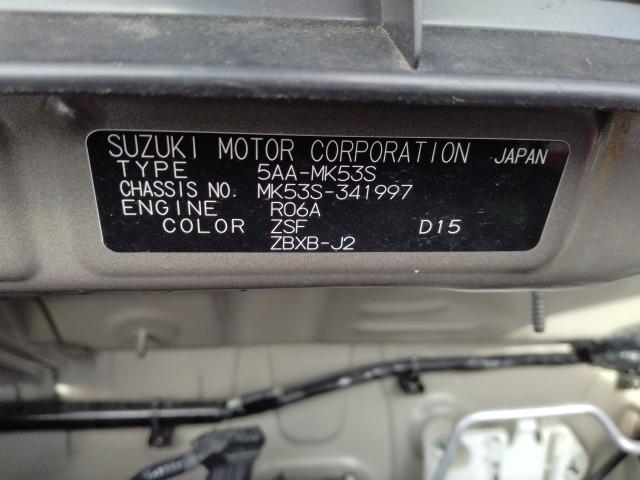 SUZUKI MOTOR CORPORATION JAPAN
TYPE 5AA-MK53S
CHASSIS NO. MK53S-341997
ENGINE R06A
COLOR ZSF D15
ZBXB-J2